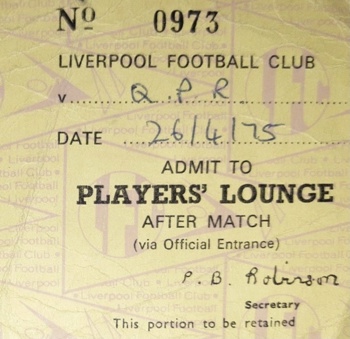 Nº 0973
LIVERPOOL FOOTBALL CLUB
v Q. P. R.
DATE 26/4/75
ADMIT TO
PLAYERS' LOUNGE
AFTER MATCH
(via Official Entrance)
P. B. Robinson
Secretary
This portion to be retained